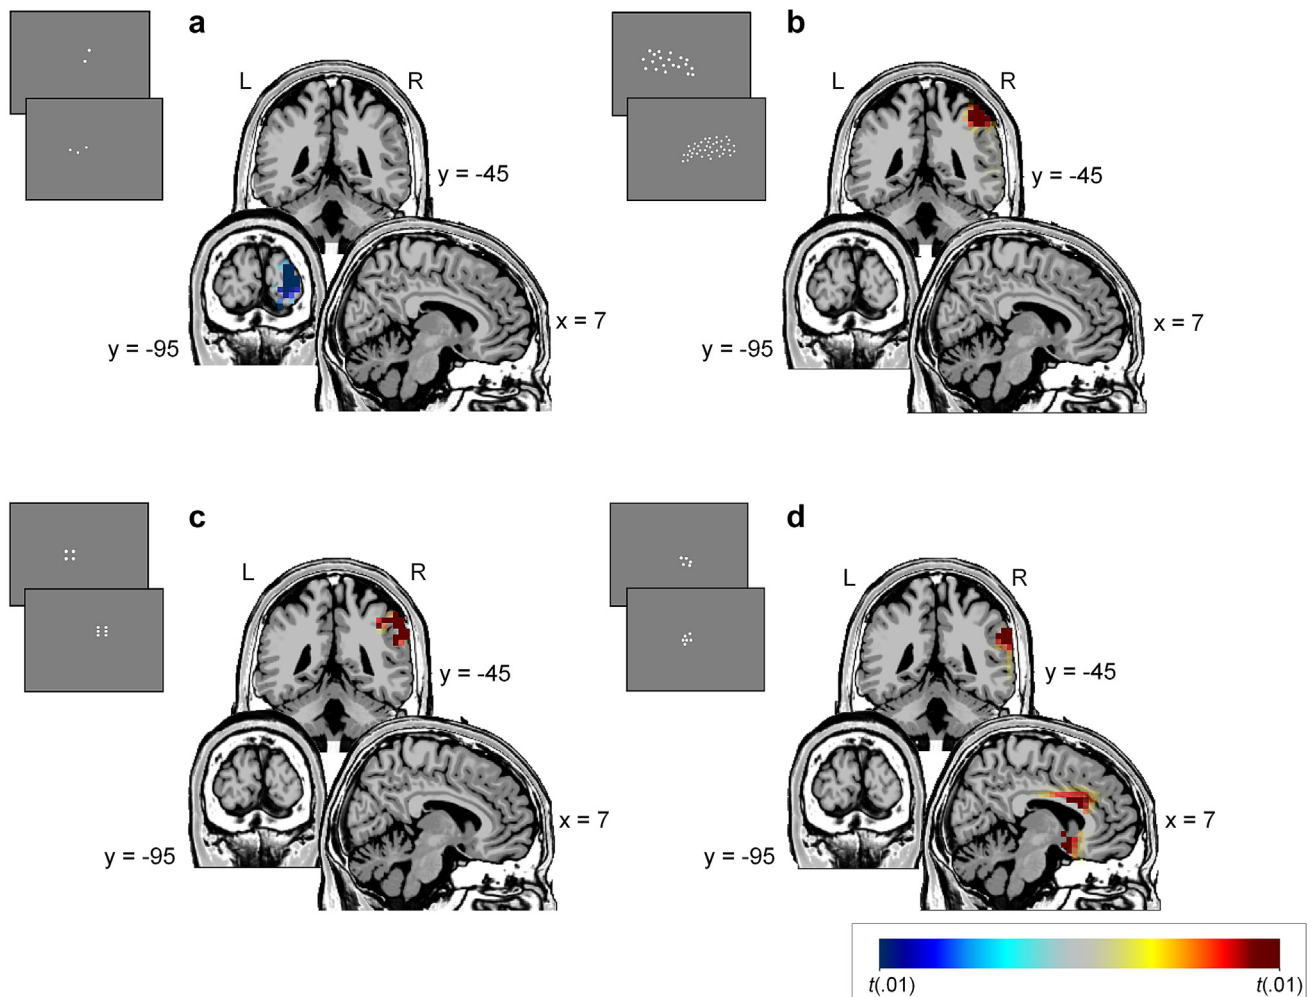 a
L
R
y = -45
y = -95
x = 7
b
L
R
y = -45
y = -95
x = 7
c
L
R
y = -45
y = -95
x = 7
d
L
R
y = -45
y = -95
x = 7
t(.01) t(.01)